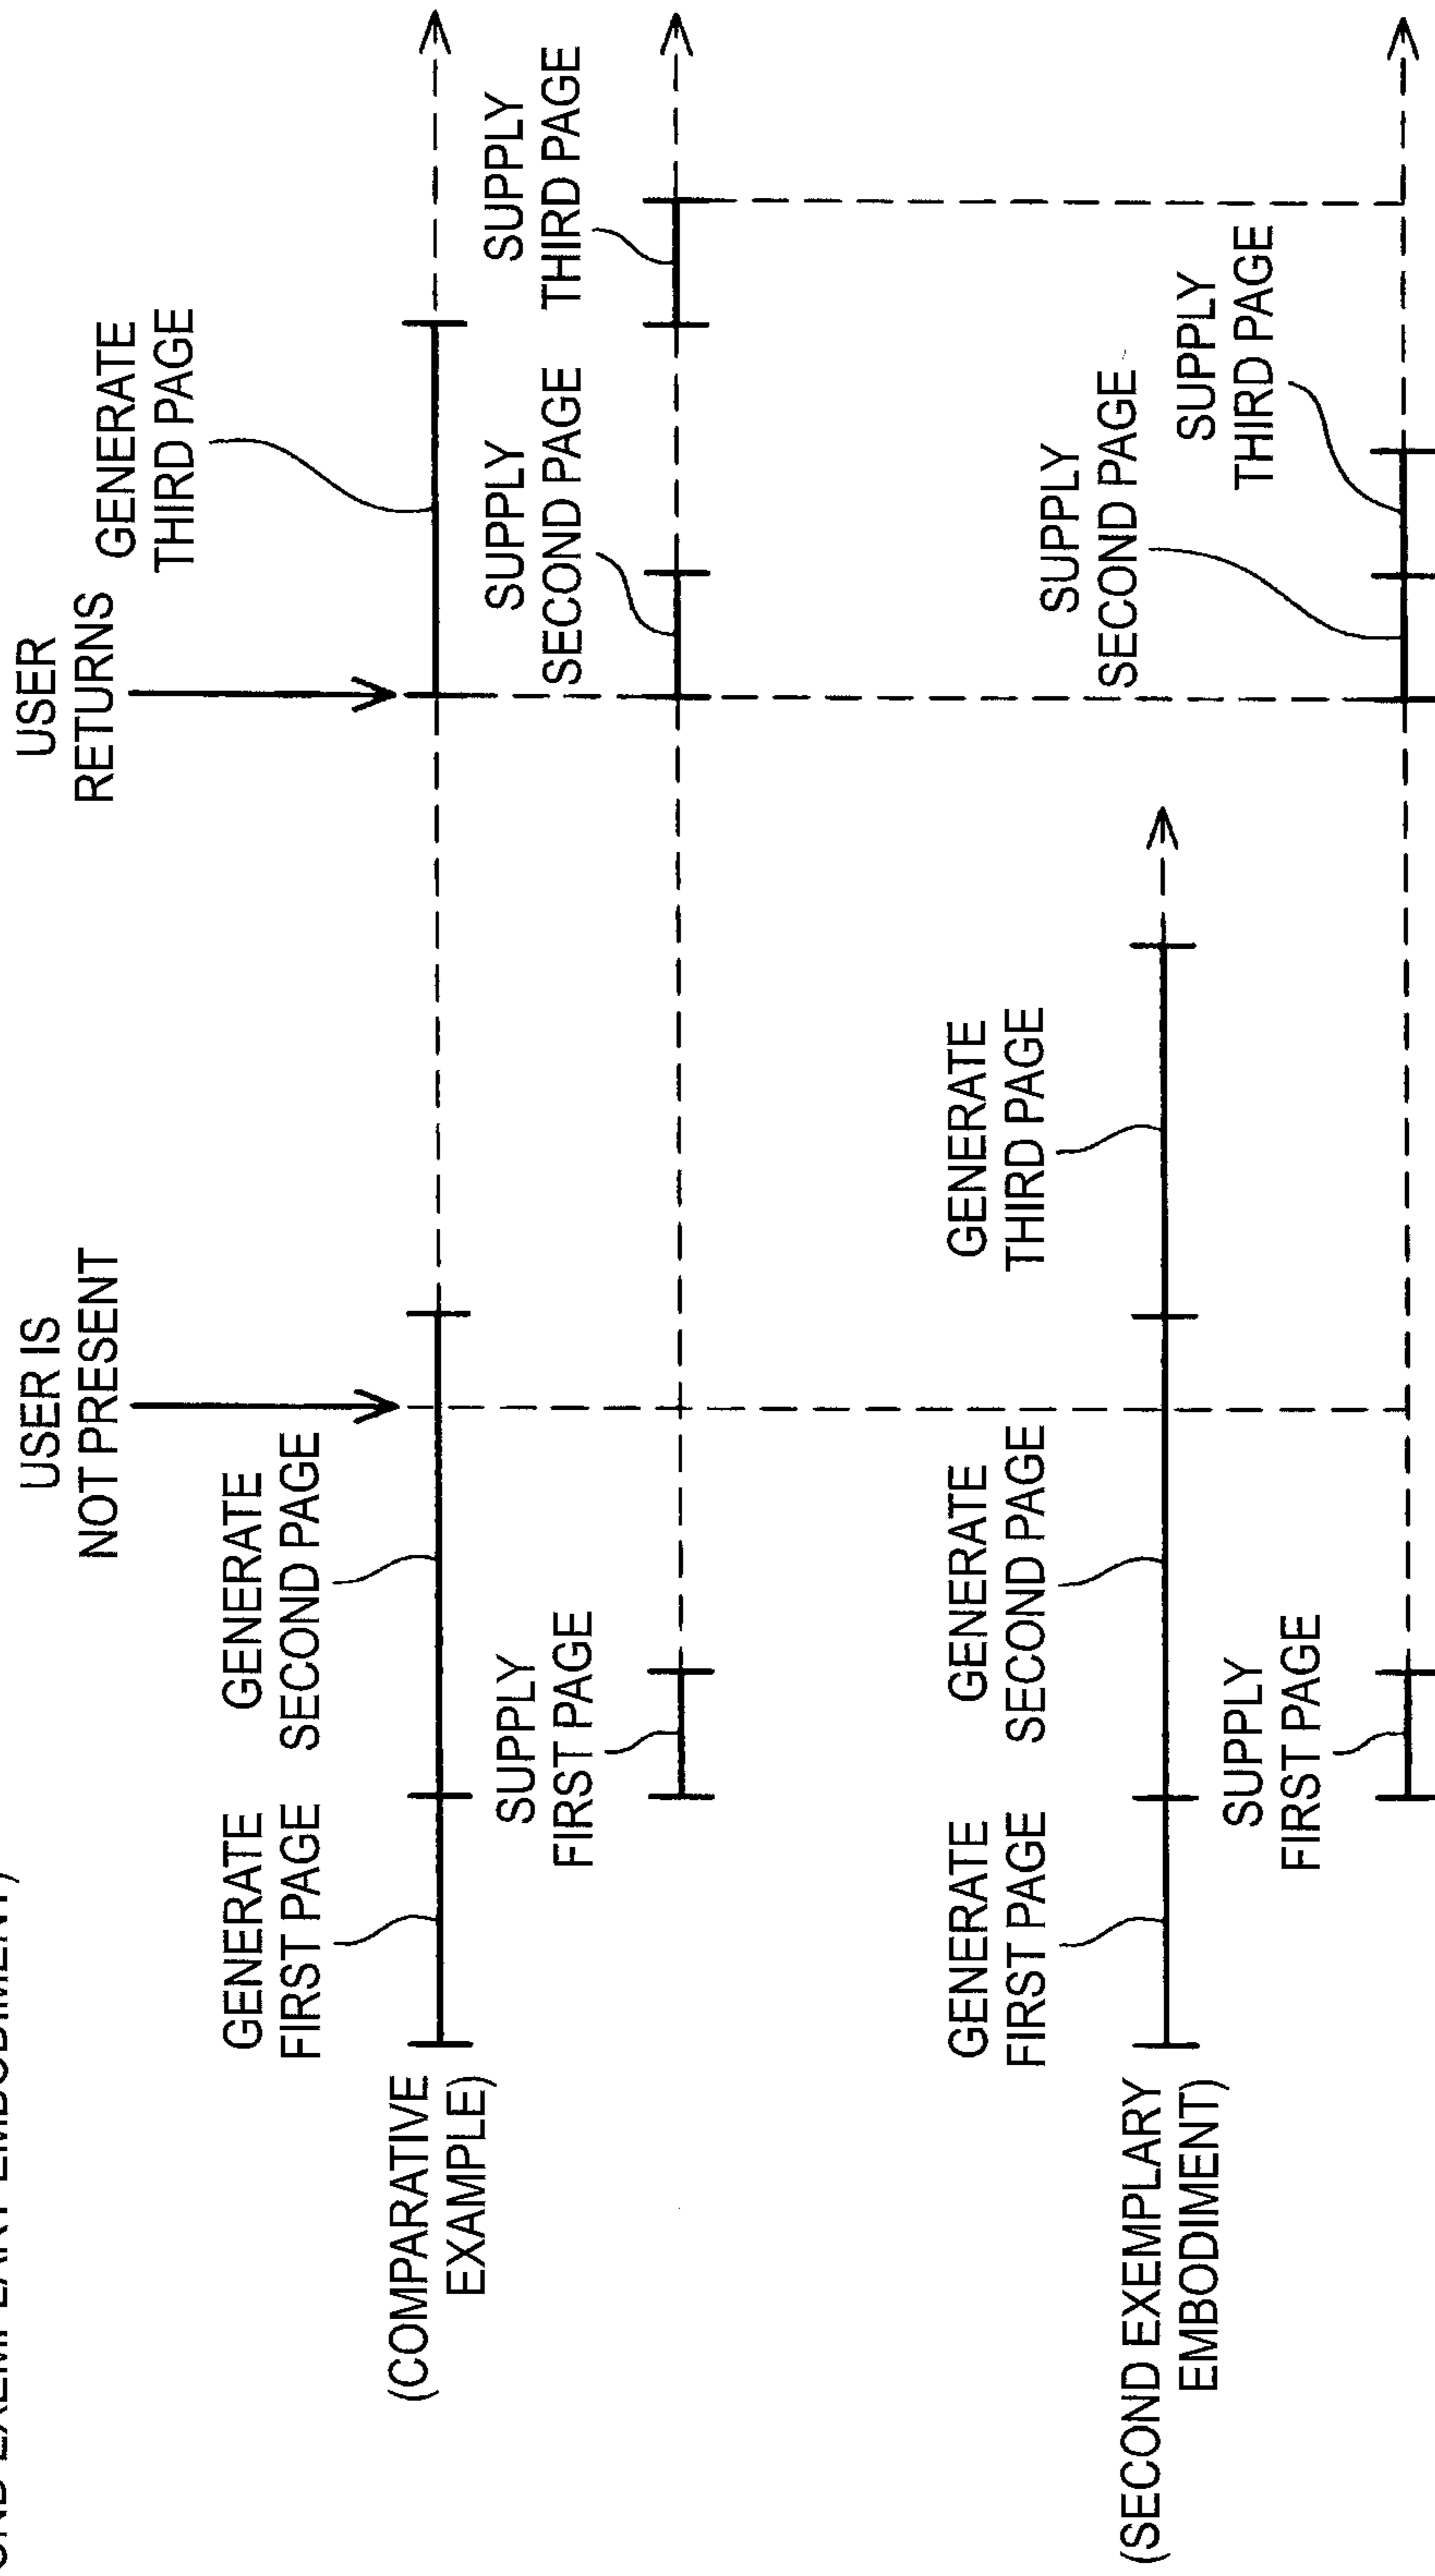 EMBODIMENT)
USER IS
NOT PRESENT
USER
RETURNS
GENERATE
FIRST PAGE
GENERATE
SECOND PAGE
GENERATE
THIRD PAGE
(COMPARATIVE
EXAMPLE)
SUPPLY
FIRST PAGE
SUPPLY
SECOND PAGE
SUPPLY
THIRD PAGE
GENERATE
FIRST PAGE
GENERATE
SECOND PAGE
GENERATE
THIRD PAGE
(SECOND EXEMPLARY
EMBODIMENT)
SUPPLY
FIRST PAGE
SUPPLY
SECOND PAGE
SUPPLY
THIRD PAGE